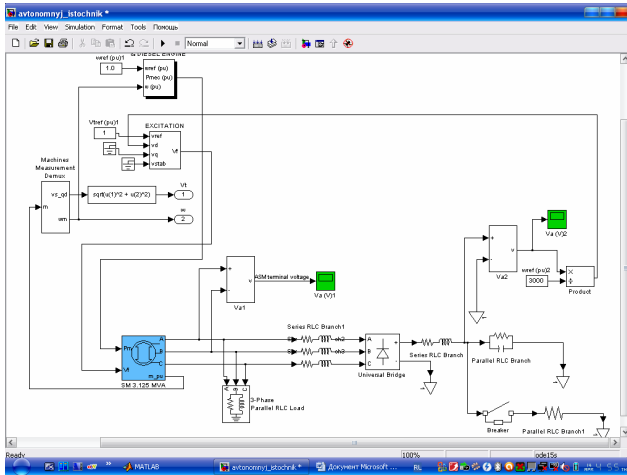 avtonomnyj_istochnik *
File Edit View Simulation Format Tools Помощь
Normal
& DIESEL ENGINE
wref (pu)1
1.0
wref (pu)
Pmec (pu)
w (pu)
Vtref (pu)1
1
EXCITATION
vref
vd
vq
vstab
Vf
Machines
Measurement
Demux
vs_qd
m
wm
sqrt(u(1)^2 + u(2)^2)
Vt
1
2
Va (V)2
+
-
v
Va2
wref (pu)2
3000
Product
+
-
v
Va1
ASM terminal voltage
Va (V)1
Series RLC Branch1
Pm
Vf
A
B
C
m_pu
SM 3.125 MVA
A
B
C
+
-
Universal Bridge
Series RLC Branch
Parallel RLC Branch
A B C
3-Phase
Parallel RLC Load
Breaker
Parallel RLC Branch1
Ready
100%
ode15s
MATLAB
avtonomnyj_istochnik *
Документ Microsoft ...
RL